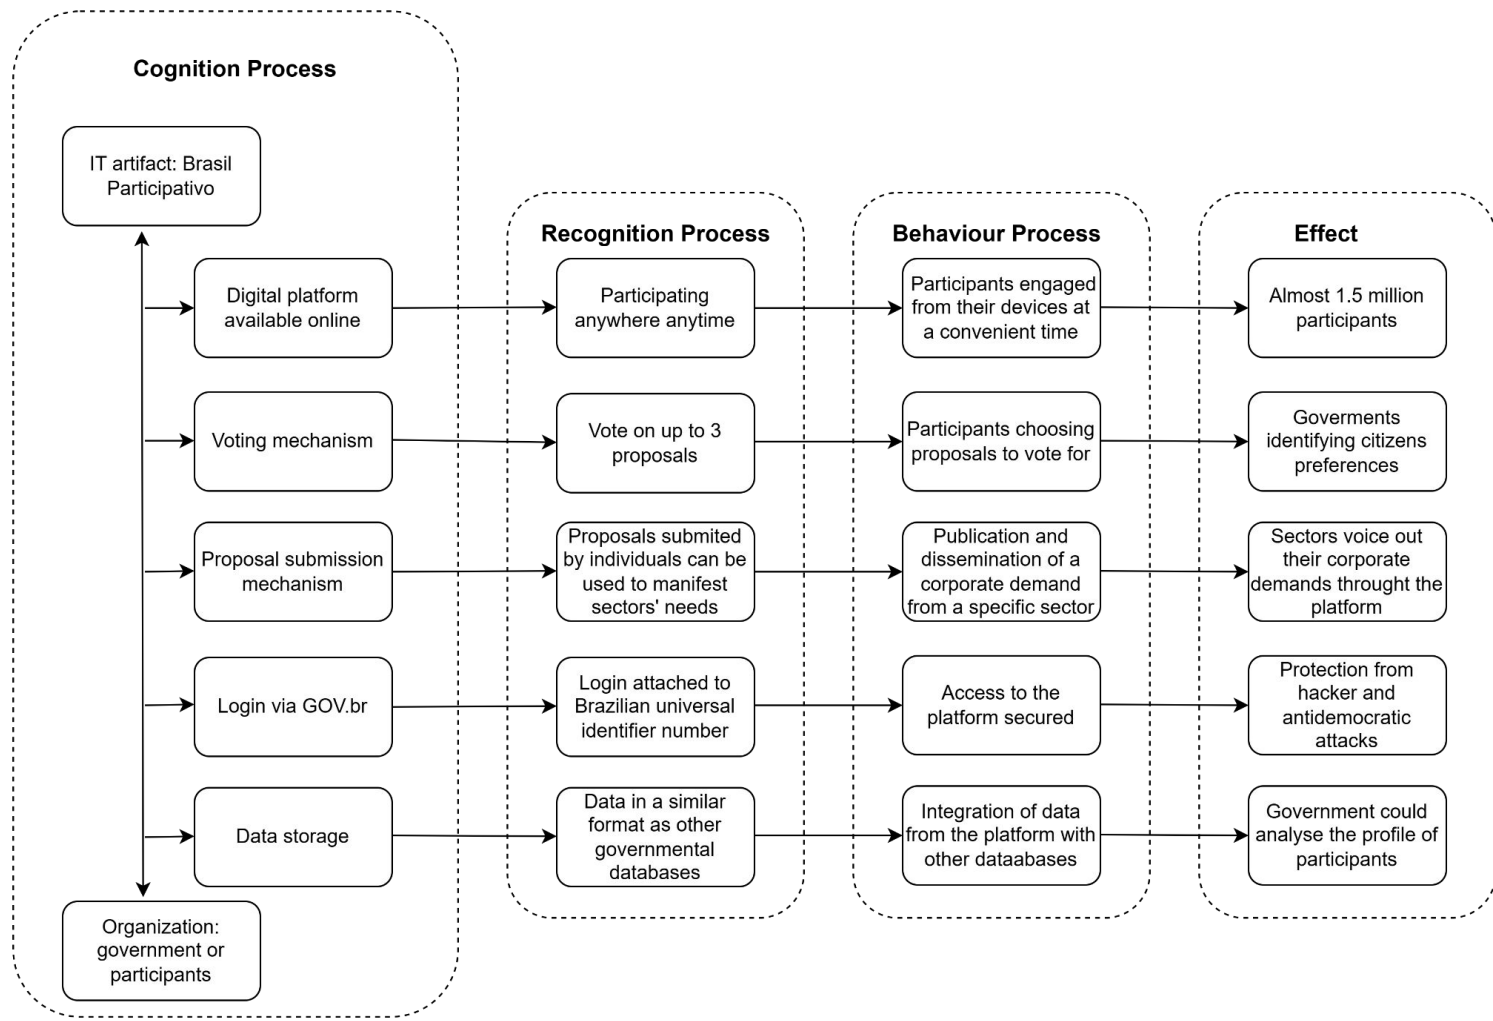 Cognition Process
IT artifact: Brasil
Participativo
Recognition Process
Behaviour Process
Effect
Digital platform
available online
Participating
anywhere anytime
Participants engaged
from their devices at
a convenient time
Almost 1.5 million
participants
Voting mechanism
Vote on up to 3
proposals
Participants choosing
proposals to vote for
Goverments
identifying citizens
preferences
Proposal submission
mechanism
Proposals submited
by individuals can be
used to manifest
sectors' needs
Publication and
dissemination of a
corporate demand
from a specific sector
Sectors voice out
their corporate
demands throught the
platform
Login via GOV.br
Login attached to
Brazilian universal
identifier number
Access to the
platform secured
Protection from
hacker and
antidemocratic
attacks
Data storage
Data in a similar
format as other
governmental
databases
Integration of data
from the platform with
other dataabases
Government could
analyse the profile of
participants
Organization:
government or
participants